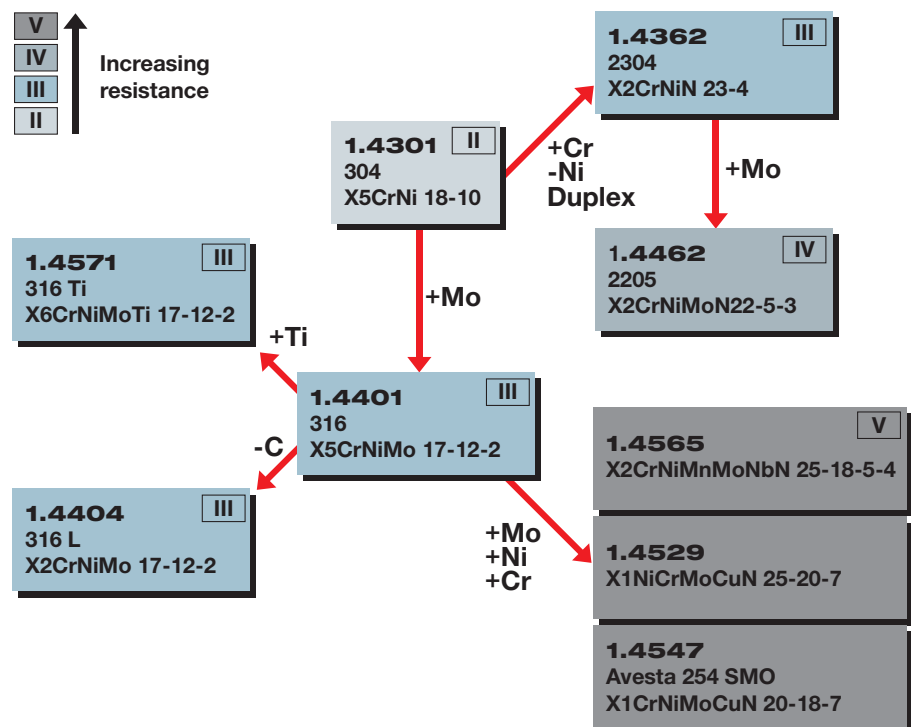 V
IV
III
II
Increasing
resistance
1.4362
III
2304
X2CrNiN 23-4
1.4301
II
304
X5CrNi 18-10
+Cr
-Ni
Duplex
+Mo
1.4462
IV
2205
X2CrNiMoN22-5-3
1.4571
III
316 Ti
X6CrNiMoTi 17-12-2
+Mo
+Ti
1.4401
III
316
X5CrNiMo 17-12-2
-C
1.4404
III
316 L
X2CrNiMo 17-12-2
+Mo
+Ni
+Cr
V
1.4565
X2CrNiMnMoNbN 25-18-5-4
1.4529
X1NiCrMoCuN 25-20-7
1.4547
Avesta 254 SMO
X1CrNiMoCuN 20-18-7